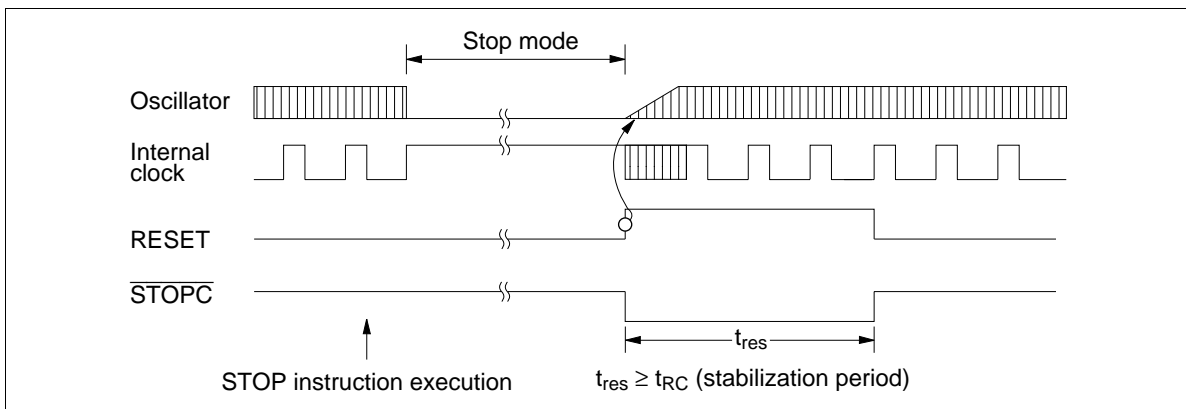 Stop mode
Oscillator
Internal
clock
RESET
STOPC
tres
STOP instruction execution
tres ≥ tRC (stabilization period)